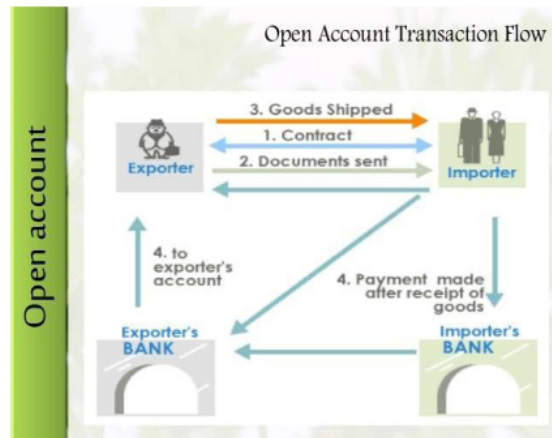 Open Account Transaction Flow
Open account
3. Goods Shipped
1. Contract
2. Documents sent
Exporter
Importer
4. to
exporter's
account
4. Payment made
after receipt of
goods
Exporter's
BANK
Importer's
BANK